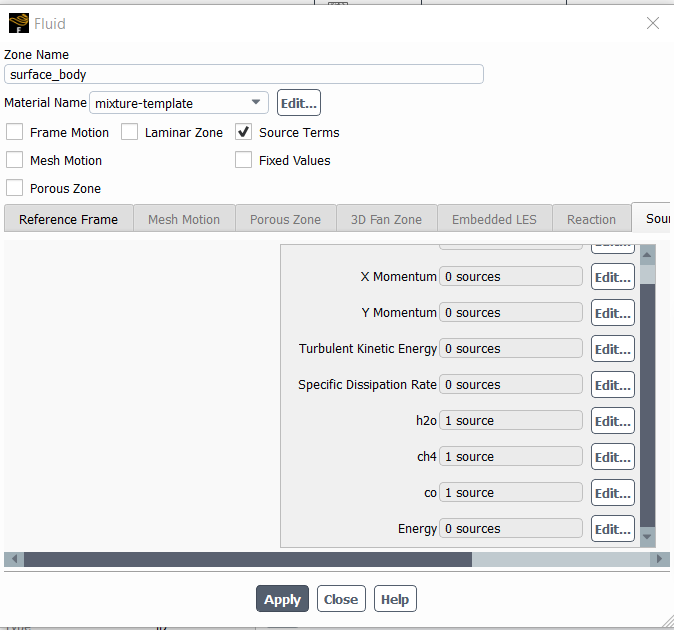 Fluid
Zone Name
surface_body
Material Name mixture-template Edit...
Frame Motion Laminar Zone Source Terms
Mesh Motion Fixed Values
Porous Zone
Reference Frame Mesh Motion Porous Zone 3D Fan Zone Embedded LES Reaction
X Momentum 0 sources Edit...
Y Momentum 0 sources Edit...
Turbulent Kinetic Energy 0 sources Edit...
Specific Dissipation Rate 0 sources Edit...
h2o 1 source Edit...
ch4 1 source Edit...
co 1 source Edit...
Energy 0 sources Edit...
Apply Close Help